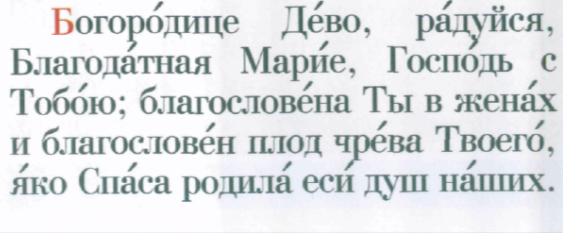 Богоро́дице Де́во, ра́дуйся,
Благода́тная Мари́е, Госпо́дь с
Тобо́ю; благослове́на Ты в жена́х
и благослове́н плод чре́ва Твоего́,
я́ко Спа́са родила́ еси́ душ на́ших.